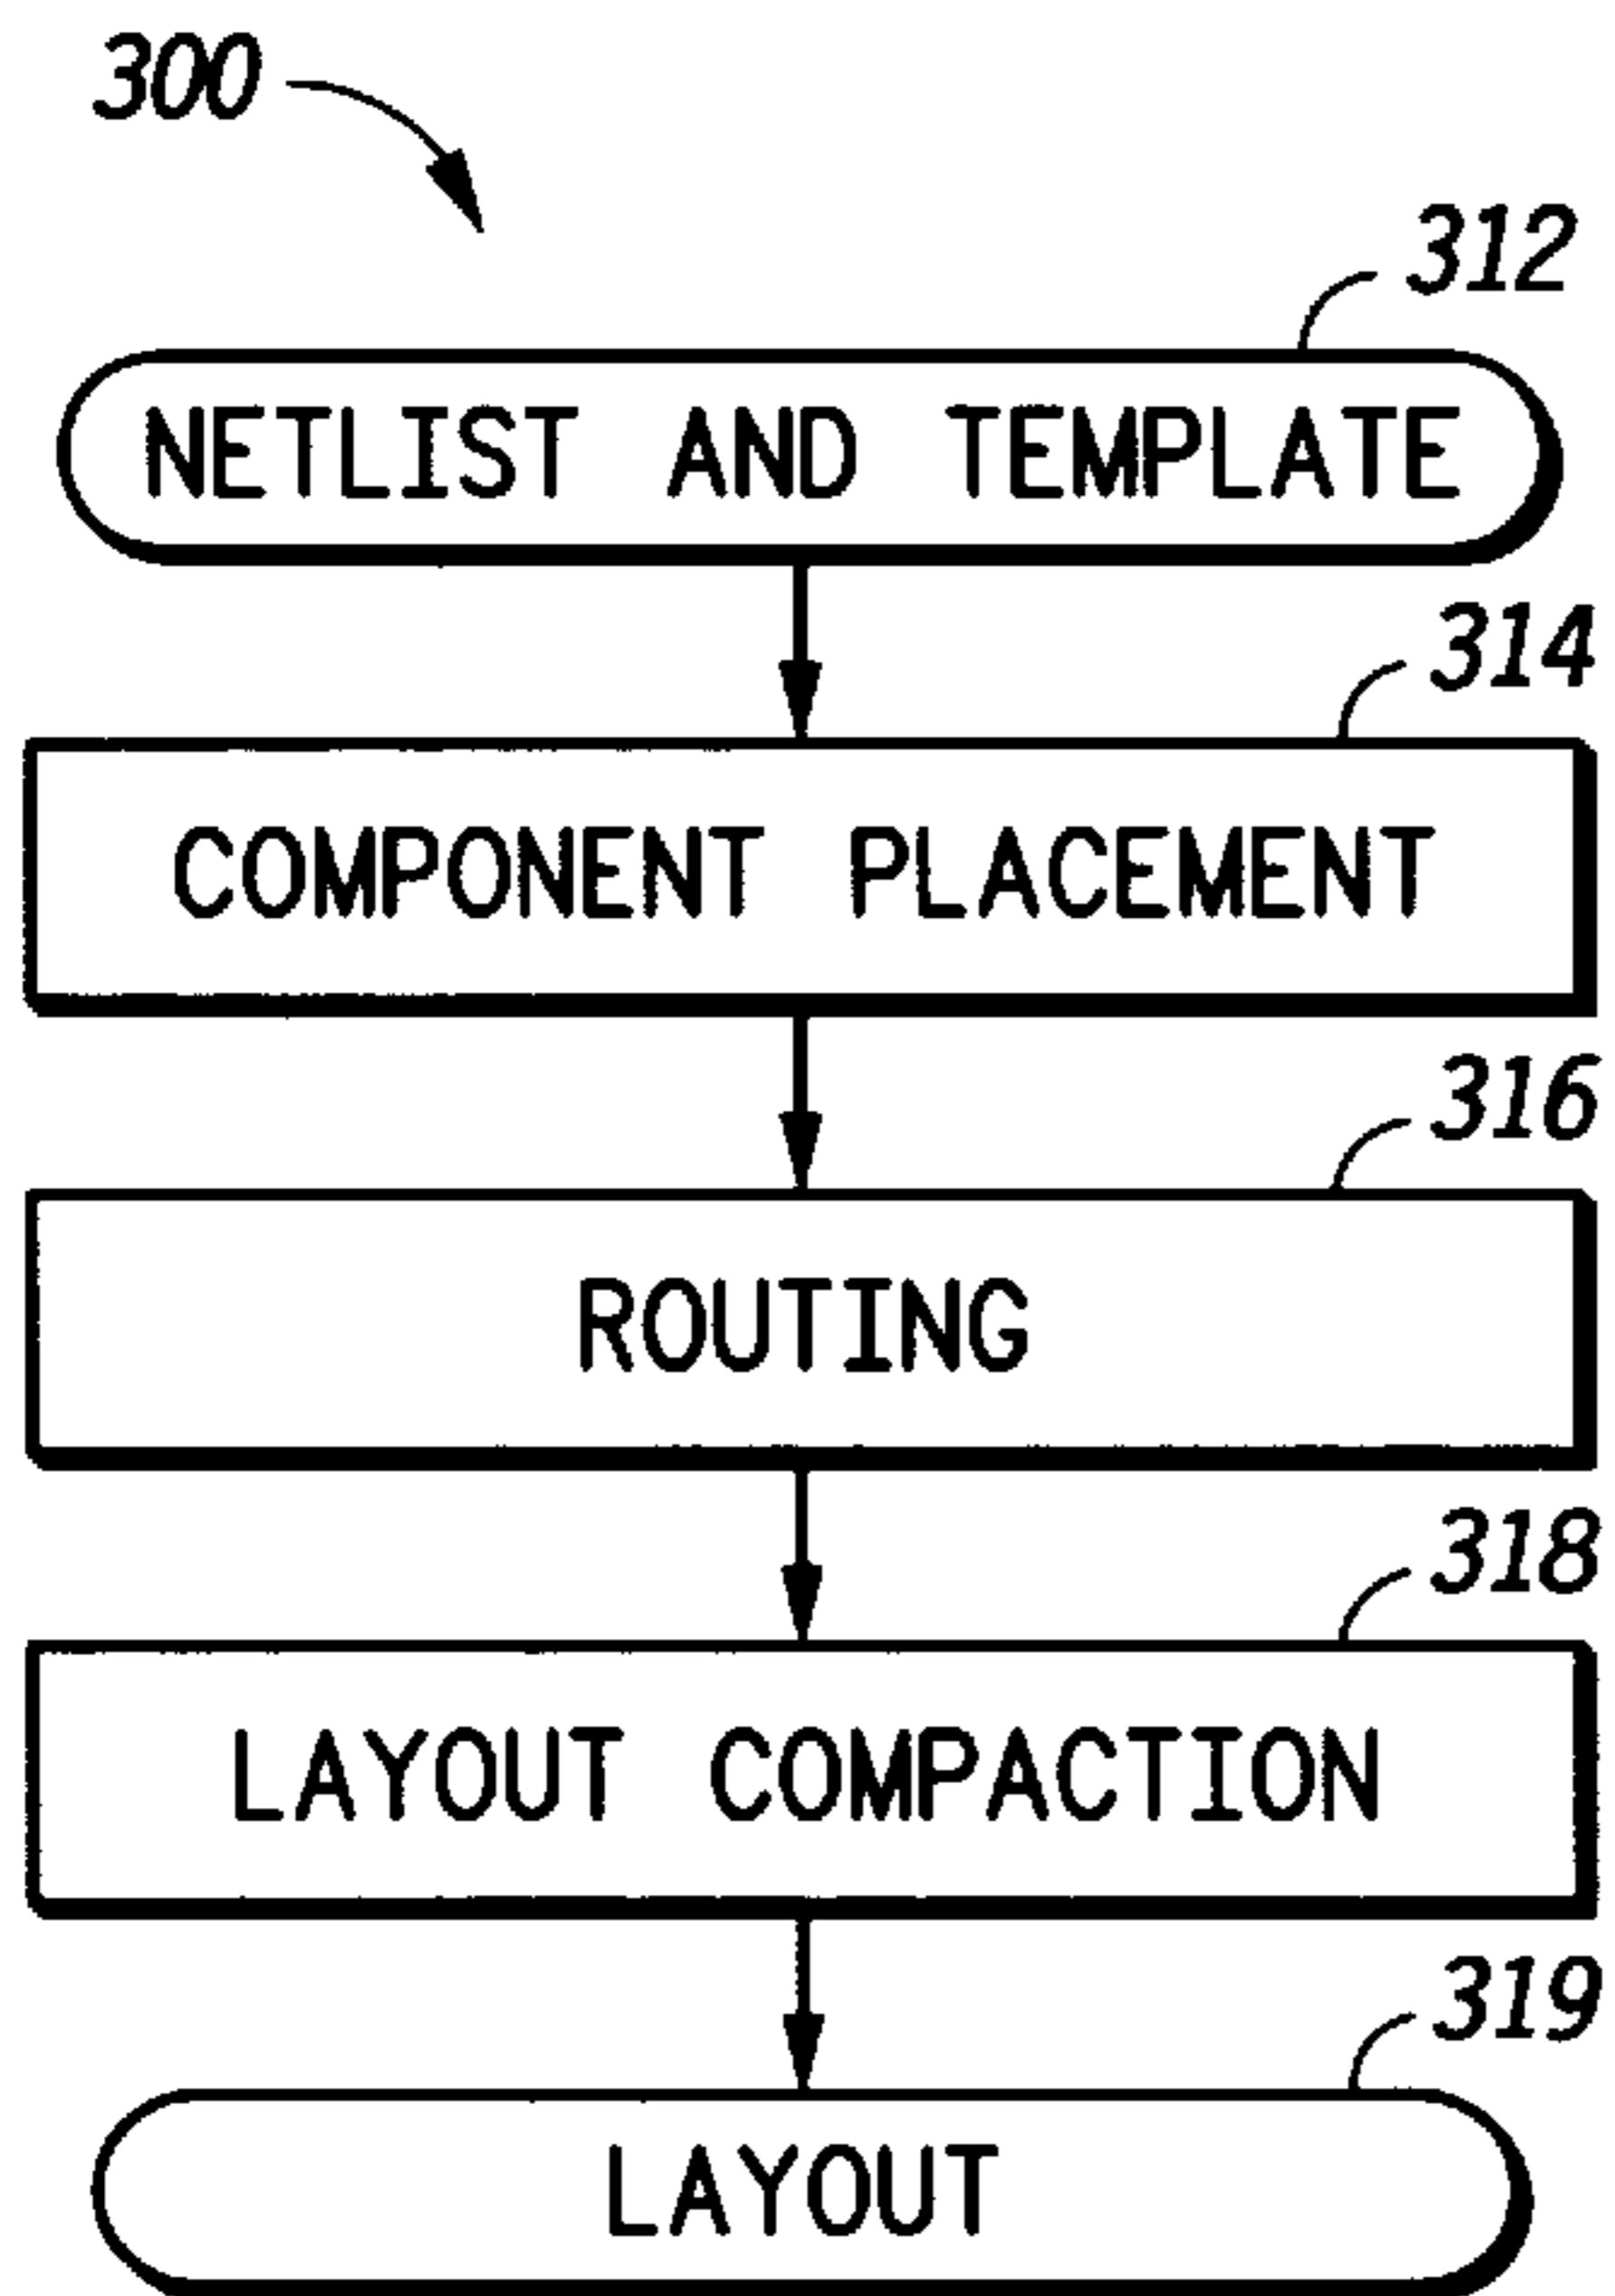 300
312
NETLIST AND TEMPLATE
314
COMPONENT PLACEMENT
316
ROUTING
318
LAYOUT COMPACTION
319
LAYOUT